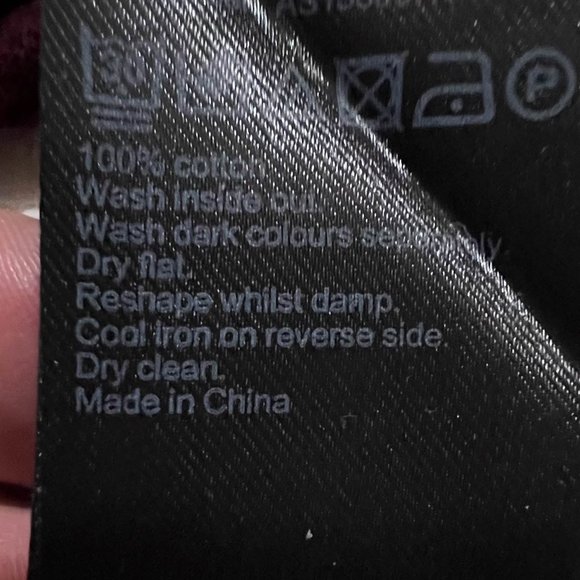 30
P
100% cotton
Wash inside out.
Wash dark colours separately.
Dry flat.
Reshape whilst damp.
Cool iron on reverse side.
Dry clean.
Made in China